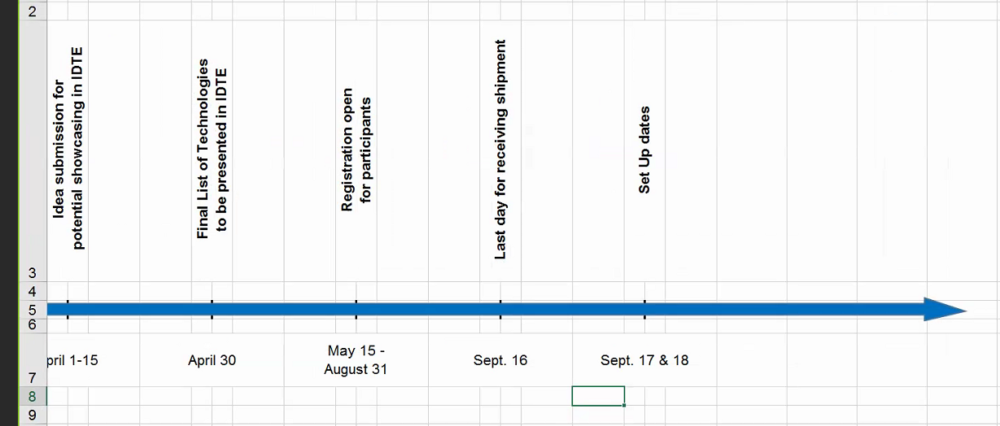 2
Idea submission for
potential showcasing in IDTE
Final List of Technologies
to be presented in IDTE
Registration open
for participants
Last day for receiving shipment
Set Up dates
3
4
5
6
pril 1-15
April 30
May 15 -
August 31
Sept. 16
Sept. 17 & 18
7
8
9